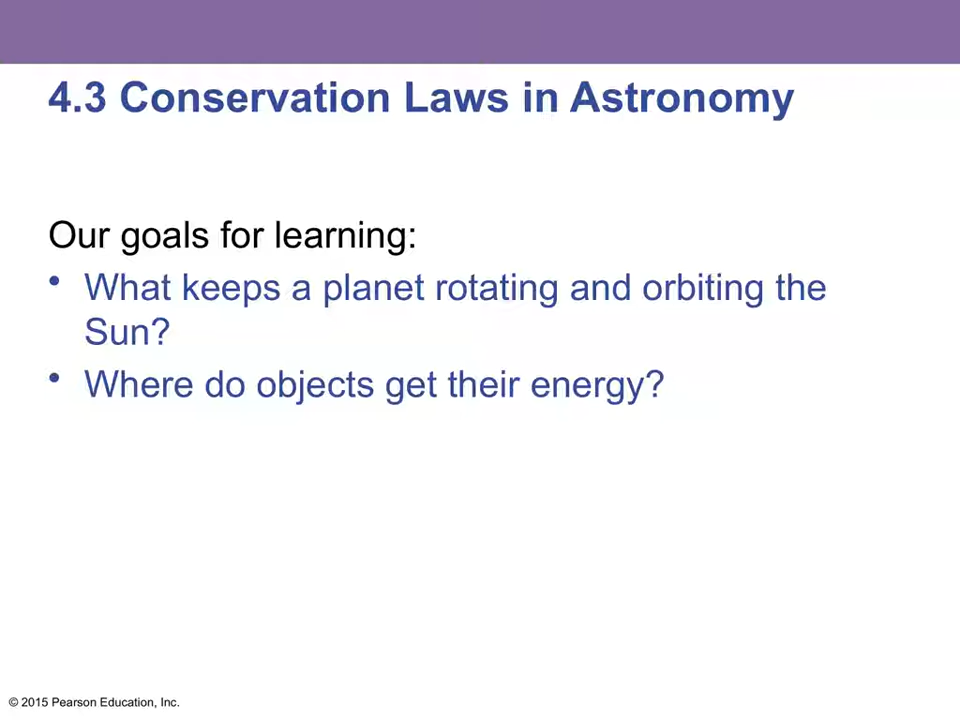 4.3 Conservation Laws in Astronomy
Our goals for learning:
• What keeps a planet rotating and orbiting the
Sun?
• Where do objects get their energy?
© 2015 Pearson Education, Inc.